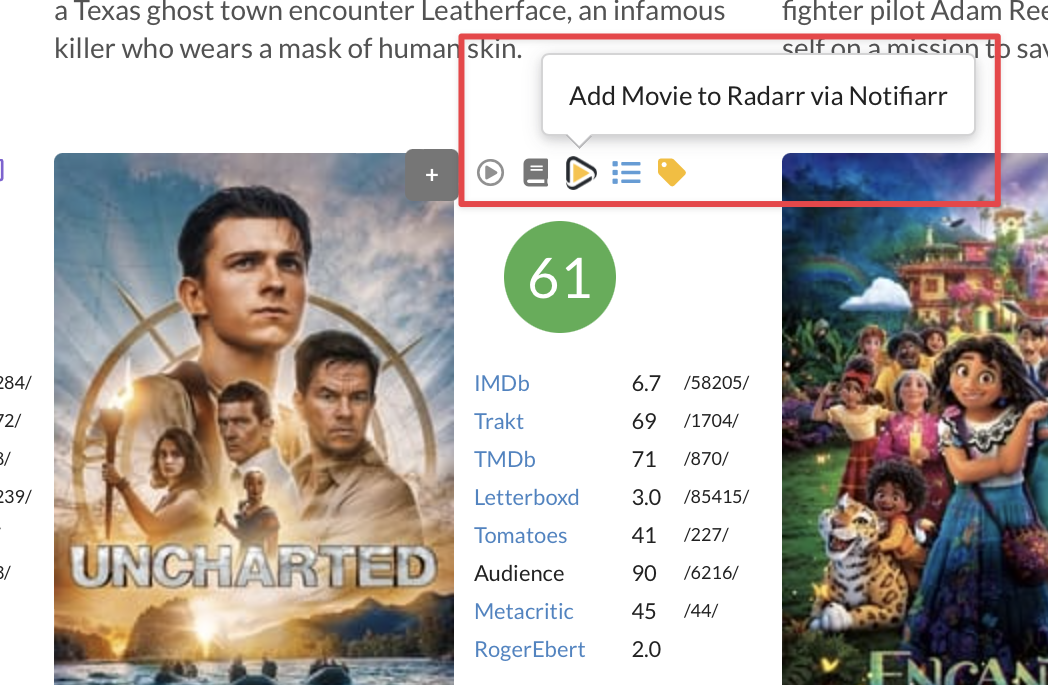 a Texas ghost town encounter Leatherface, an infamous
killer who wears a mask of human skin.
fighter pilot Adam Ree
self on a mission to sav
Add Movie to Radarr via Notifiarr
+
61
284/
72/
3/
239/
3/
IMDb 6.7 /58205/
Trakt 69 /1704/
TMDb 71 /870/
Letterboxd 3.0 /85415/
Tomatoes 41 /227/
Audience 90 /6216/
Metacritic 45 /44/
RogerEbert 2.0
UNCHARTED
ENCAN